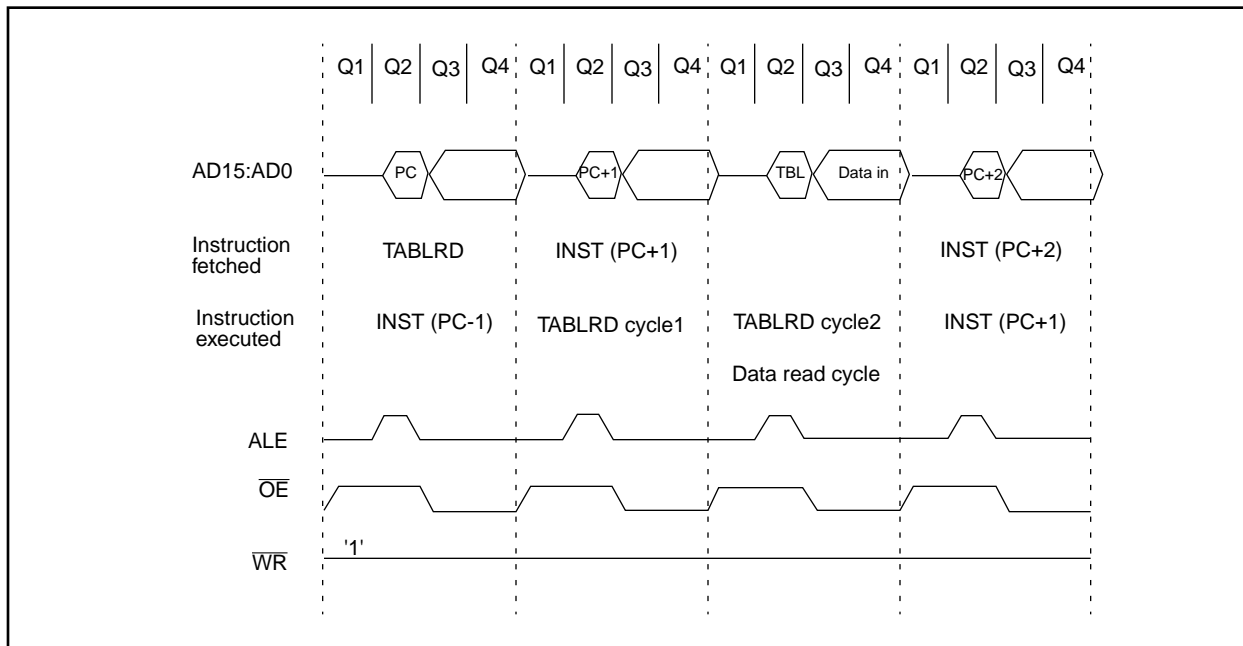 Q1 Q2 Q3 Q4 Q1 Q2 Q3 Q4 Q1 Q2 Q3 Q4 Q1 Q2 Q3 Q4
AD15:AD0 PC PC+1 TBL Data in PC+2
Instruction
fetched
TABLRD INST (PC+1) INST (PC+2)
Instruction
executed
INST (PC-1) TABLRD cycle1 TABLRD cycle2 INST (PC+1)
Data read cycle
ALE
OE
'1'
WR